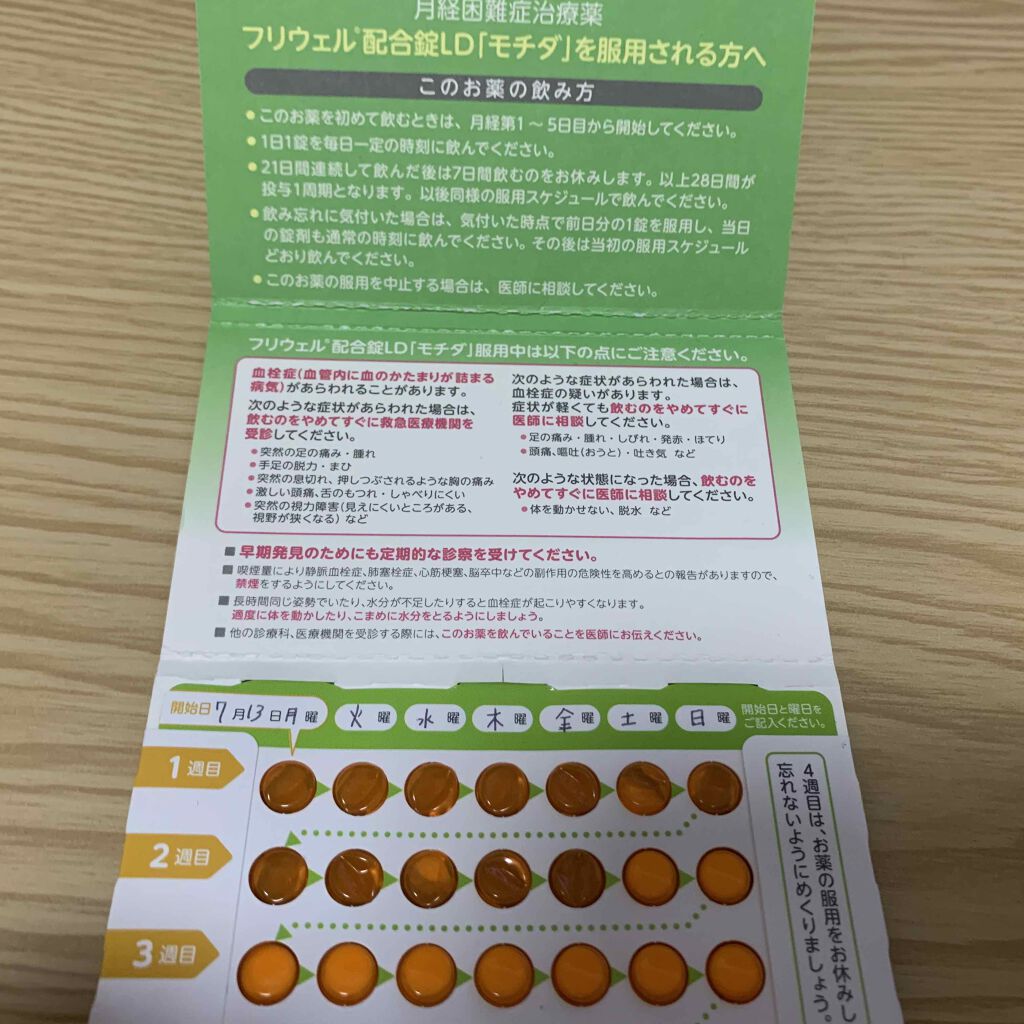 月経困難症治療薬
フリウェル®配合錠LD「モチダ」を服用される方へ
このお薬の飲み方
●このお薬を初めて飲むときは、月経第1～5日目から開始してください。
●1日1錠を毎日一定の時刻に飲んでください。
●21日間連続して飲んだ後は7日間飲むのをお休みします。以上28日間が
投与1周期となります。以後同様の服用スケジュールで飲んでください。
●飲み忘れに気付いた場合は、気付いた時点で前日分の1錠を服用し、当日
の錠剤も通常の時刻に飲んでください。その後は当初の服用スケジュール
どおり飲んでください。
●このお薬の服用を中止する場合は、医師に相談してください。
フリウェル®配合錠LD「モチダ」服用中は以下の点にご注意ください。
血栓症(血管内に血のかたまりが詰まる
病気)があらわれることがあります。
次のような症状があらわれた場合は、
飲むのをやめてすぐに救急医療機関を
受診してください。
●突然の足の痛み・腫れ
●手足の脱力・まひ
●突然の息切れ、押しつぶされるような胸の痛み
●激しい頭痛、舌のもつれ・しゃべりにくい
●突然の視力障害(見えにくいところがある、
視野が狭くなる)など
次のような症状があらわれた場合は、
血栓症の疑いがあります。
症状が軽くても飲むのをやめてすぐに
医師に相談してください。
●足の痛み・腫れ・しびれ・発赤・ほてり
●頭痛、嘔吐(おうと)・吐き気 など
次のような状態になった場合、飲むのを
やめてすぐに医師に相談してください。
●体を動かせない、脱水 など
■早期発見のためにも定期的な診察を受けてください。
■喫煙量により静脈血栓症、肺塞栓症、心筋梗塞、脳卒中などの副作用の危険性を高めるとの報告がありますので、
禁煙をするようにしてください。
■長時間同じ姿勢でいたり、水分が不足したりすると血栓症が起こりやすくなります。
適度に体を動かしたり、こまめに水分をとるようにしましょう。
■他の診療科、医療機関を受診する際には、このお薬を飲んでいることを医師にお伝えください。
開始日 7月13日月曜 火曜 水曜 木曜 金曜 土曜 日曜
開始日と曜日を
ご記入ください。
1週目
2週目
3週目
4週目は、お薬の服用をお休みし
忘れないようにめくりましょう。